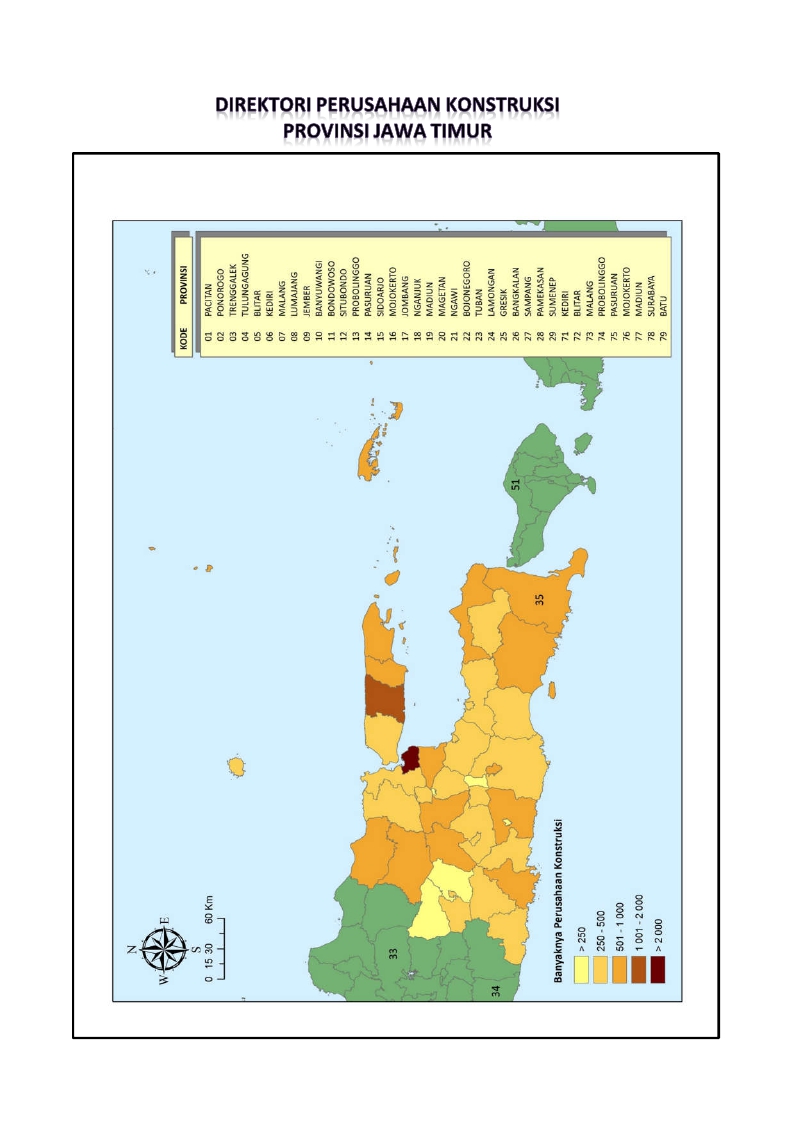 DIREKTORI PERUSAHAAN KONSTRUKSI
PROVINSI JAWA TIMUR
KODE PROVINSI
01 PACITAN
02 PONOROGO
03 TRENGGALEK
04 TULUNGAGUNG
05 BLITAR
06 KEDIRI
07 MALANG
08 LUMAJANG
09 JEMBER
10 BANYUWANGI
11 BONDOWOSO
12 SITUBONDO
13 PROBOLINGGO
14 PASURUAN
15 SIDOARJO
16 MOJOKERTO
17 JOMBANG
18 NGANJUK
19 MADIUN
20 MAGETAN
21 NGAWI
22 BOJONEGORO
23 TUBAN
24 LAMONGAN
25 GRESIK
26 BANGKALAN
27 SAMPANG
28 PAMEKASAN
29 SUMENEP
71 KEDIRI
72 BLITAR
73 MALANG
74 PROBOLINGGO
75 PASURUAN
76 MOJOKERTO
77 MADIUN
78 SURABAYA
79 BATU
51
35
33
34
N
W E
S
0 15 30 60 Km
Banyaknya Perusahaan Konstruksi
> 250
250 - 500
501 - 1 000
1 001 - 2 000
> 2 000